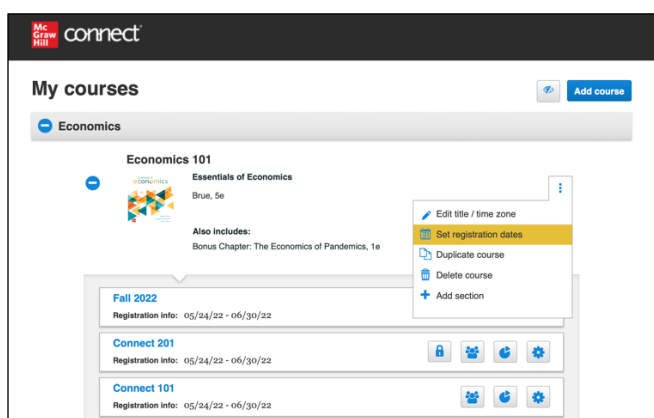 Mc
Graw
Hill
connect
My courses
Add course
Economics
Economics 101
essentials of
economics
Essentials of Economics
Brue, 5e
Also includes:
Bonus Chapter: The Economics of Pandemics, 1e
Edit title / time zone
Set registration dates
Duplicate course
Delete course
Add section
Fall 2022
Registration info: 05/24/22 - 06/30/22
Connect 201
Registration info: 05/24/22 - 06/30/22
Connect 101
Registration info: 05/24/22 - 06/30/22